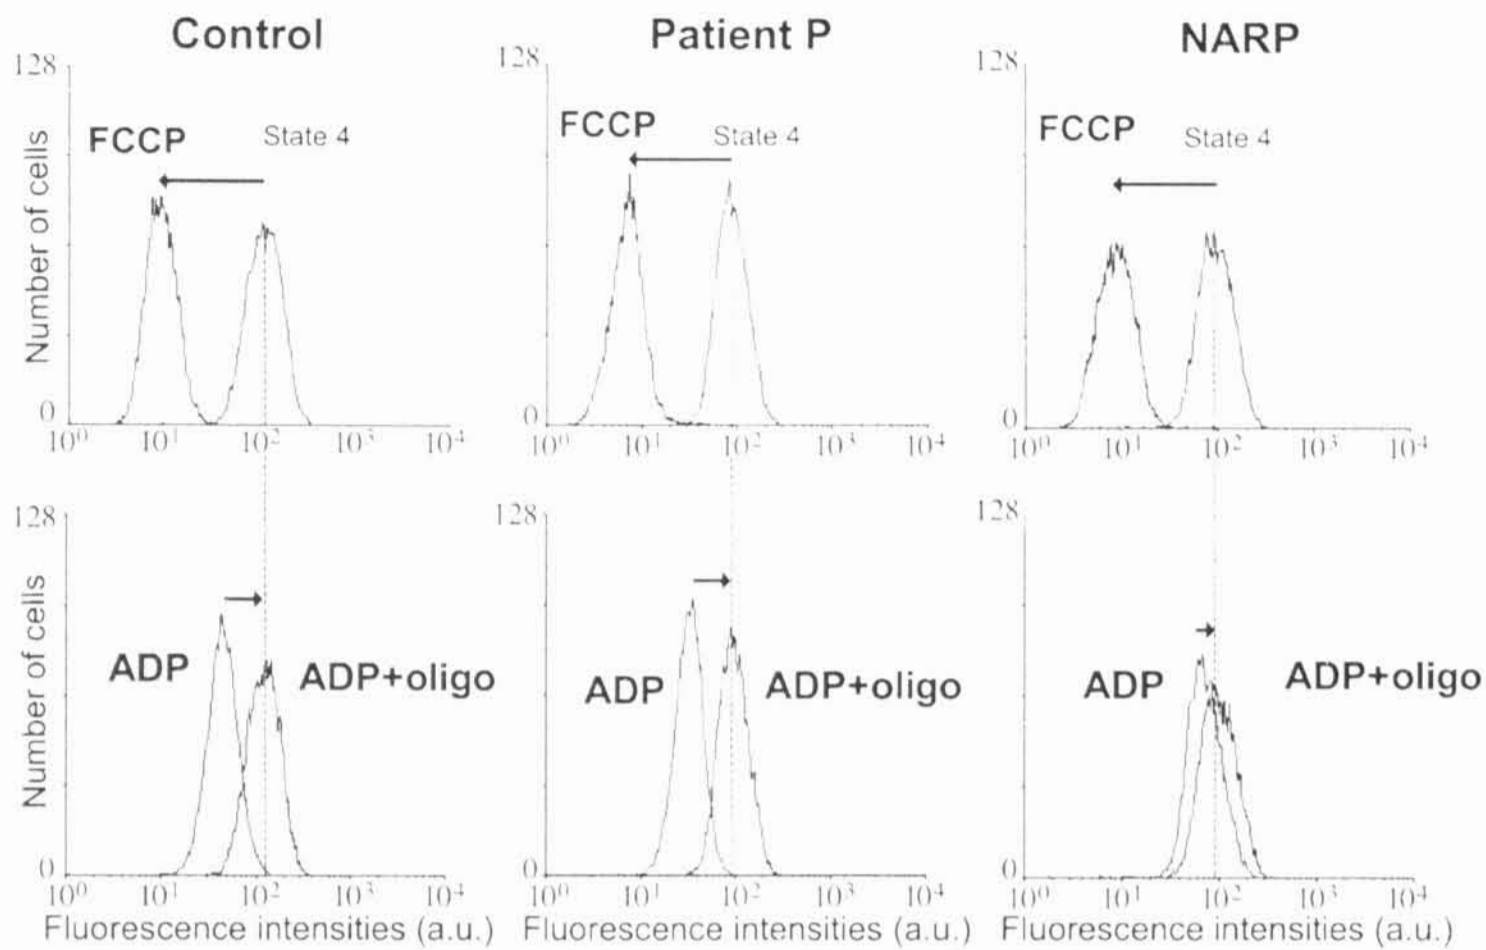 Control
Patient P
NARP
128
128
128
FCCP
State 4
FCCP
State 4
FCCP
State 4
Number of cells
0
0
0
10⁰ 10¹ 10² 10³ 10⁴
10⁰ 10¹ 10² 10³ 10⁴
10⁰ 10¹ 10² 10³ 10⁴
128
128
128
ADP
ADP+oligo
ADP
ADP+oligo
ADP
ADP+oligo
Number of cells
0
0
0
10⁰ 10¹ 10² 10³ 10⁴
10⁰ 10¹ 10² 10³ 10⁴
10⁰ 10¹ 10² 10³ 10⁴
Fluorescence intensities (a.u.)
Fluorescence intensities (a.u.)
Fluorescence intensities (a.u.)